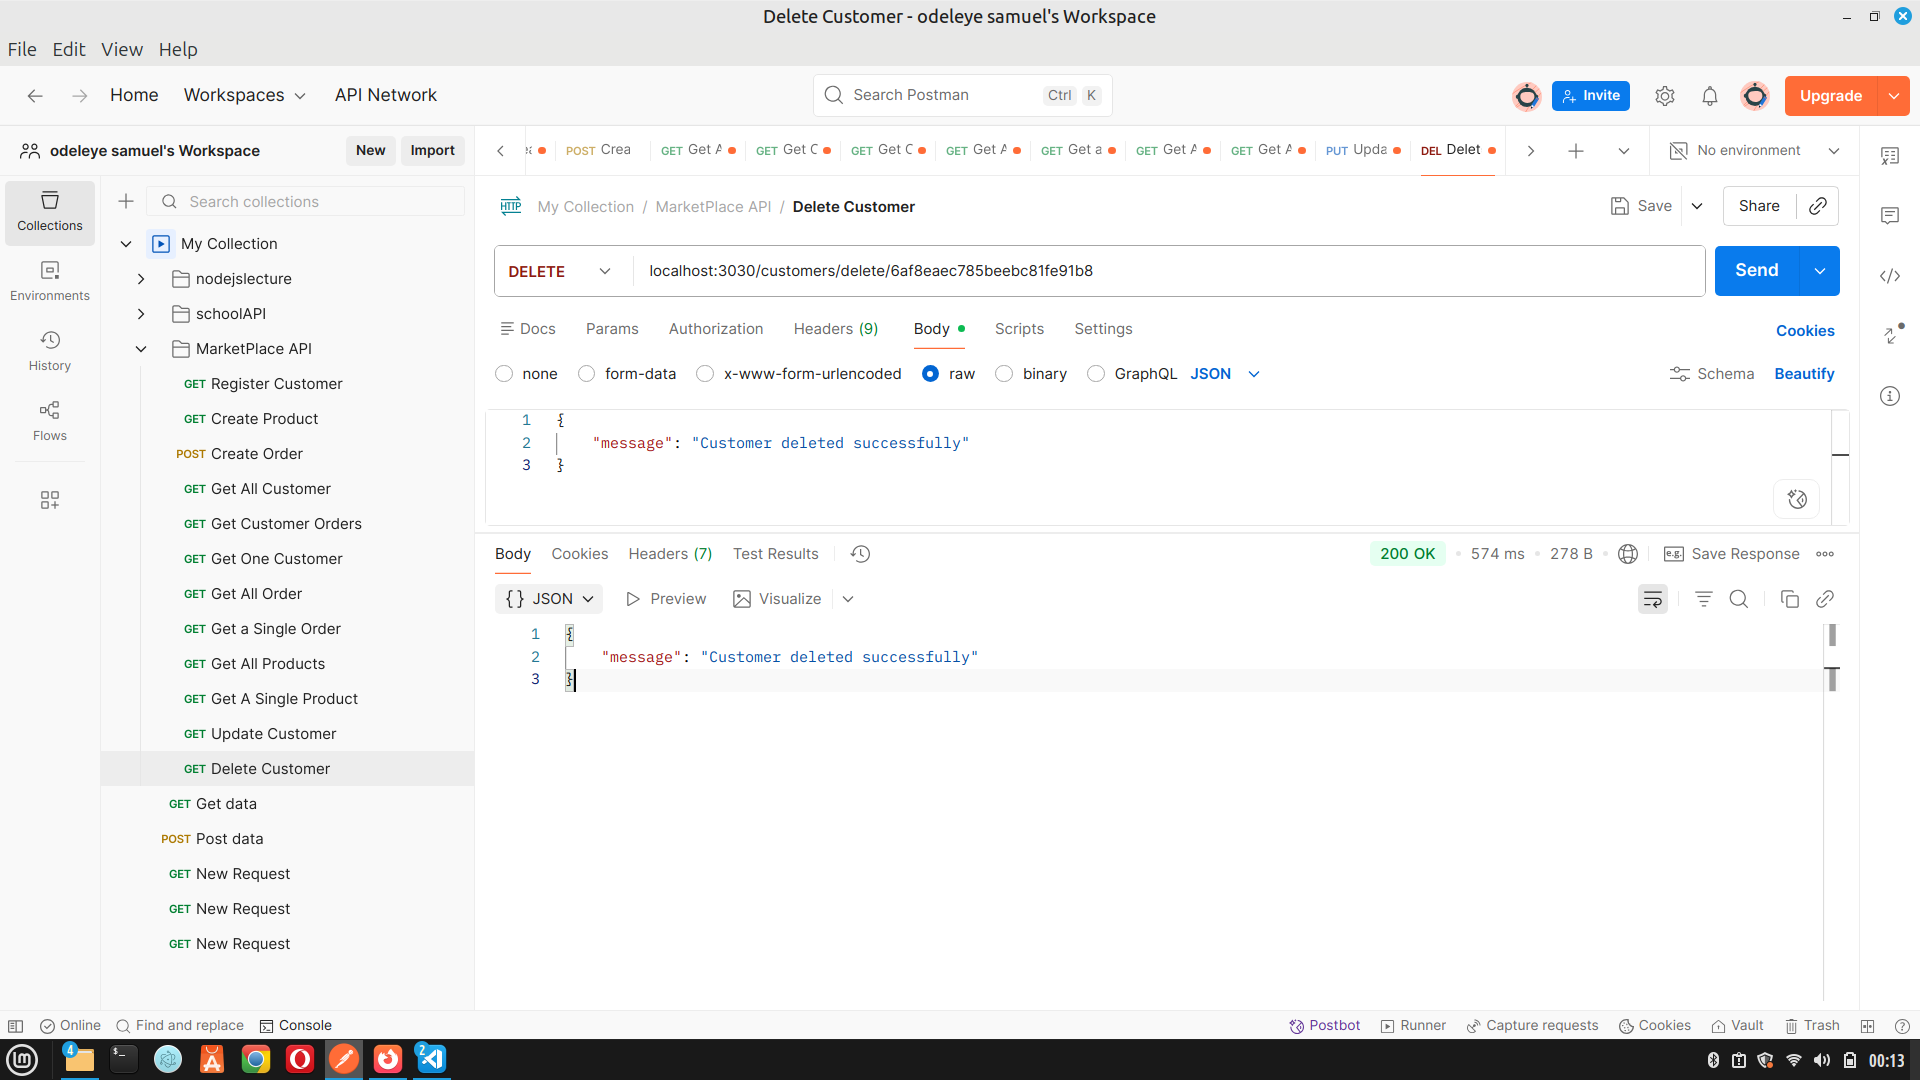 Delete Customer - odeleye samuel's Workspace
File Edit View Help
Home Workspaces API Network
Search Postman Ctrl K
Invite
Upgrade
odeleye samuel's Workspace New Import
POST Crea GET Get A GET Get C GET Get C GET Get A GET Get a GET Get A GET Get A PUT Upda DEL Delet
No environment
Collections
Environments
History
Flows
Search collections
My Collection
nodejslecture
schoolAPI
MarketPlace API
GET Register Customer
GET Create Product
POST Create Order
GET Get All Customer
GET Get Customer Orders
GET Get One Customer
GET Get All Order
GET Get a Single Order
GET Get All Products
GET Get A Single Product
GET Update Customer
GET Delete Customer
GET Get data
POST Post data
GET New Request
GET New Request
GET New Request
HTTP My Collection / MarketPlace API / Delete Customer
Save Share
DELETE localhost:3030/customers/delete/6af8eaec785beebc81fe91b8
Send
Docs Params Authorization Headers (9) Body Scripts Settings
Cookies
none form-data x-www-form-urlencoded raw binary GraphQL JSON
Schema Beautify
1 {
2 "message": "Customer deleted successfully"
3 }
Body Cookies Headers (7) Test Results
200 OK 574 ms 278 B e.g. Save Response
{} JSON Preview Visualize
1 {
2 "message": "Customer deleted successfully"
3 }
Online Find and replace Console
Postbot Runner Capture requests Cookies Vault Trash
4 2 00:13